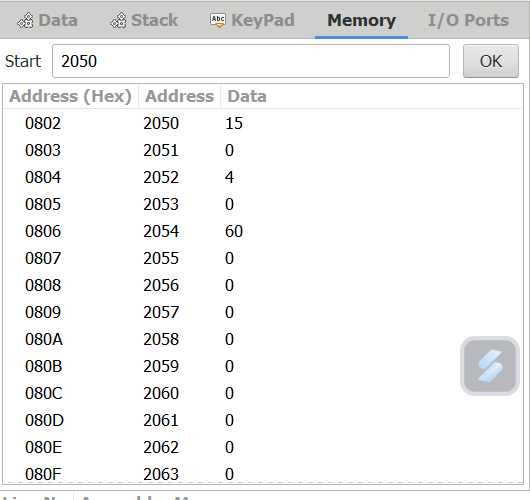 Data Stack Abc KeyPad Memory I/O Ports
Start 2050 OK
Address (Hex) Address Data
0802 2050 15
0803 2051 0
0804 2052 4
0805 2053 0
0806 2054 60
0807 2055 0
0808 2056 0
0809 2057 0
080A 2058 0
080B 2059 0
080C 2060 0
080D 2061 0
080E 2062 0
080F 2063 0